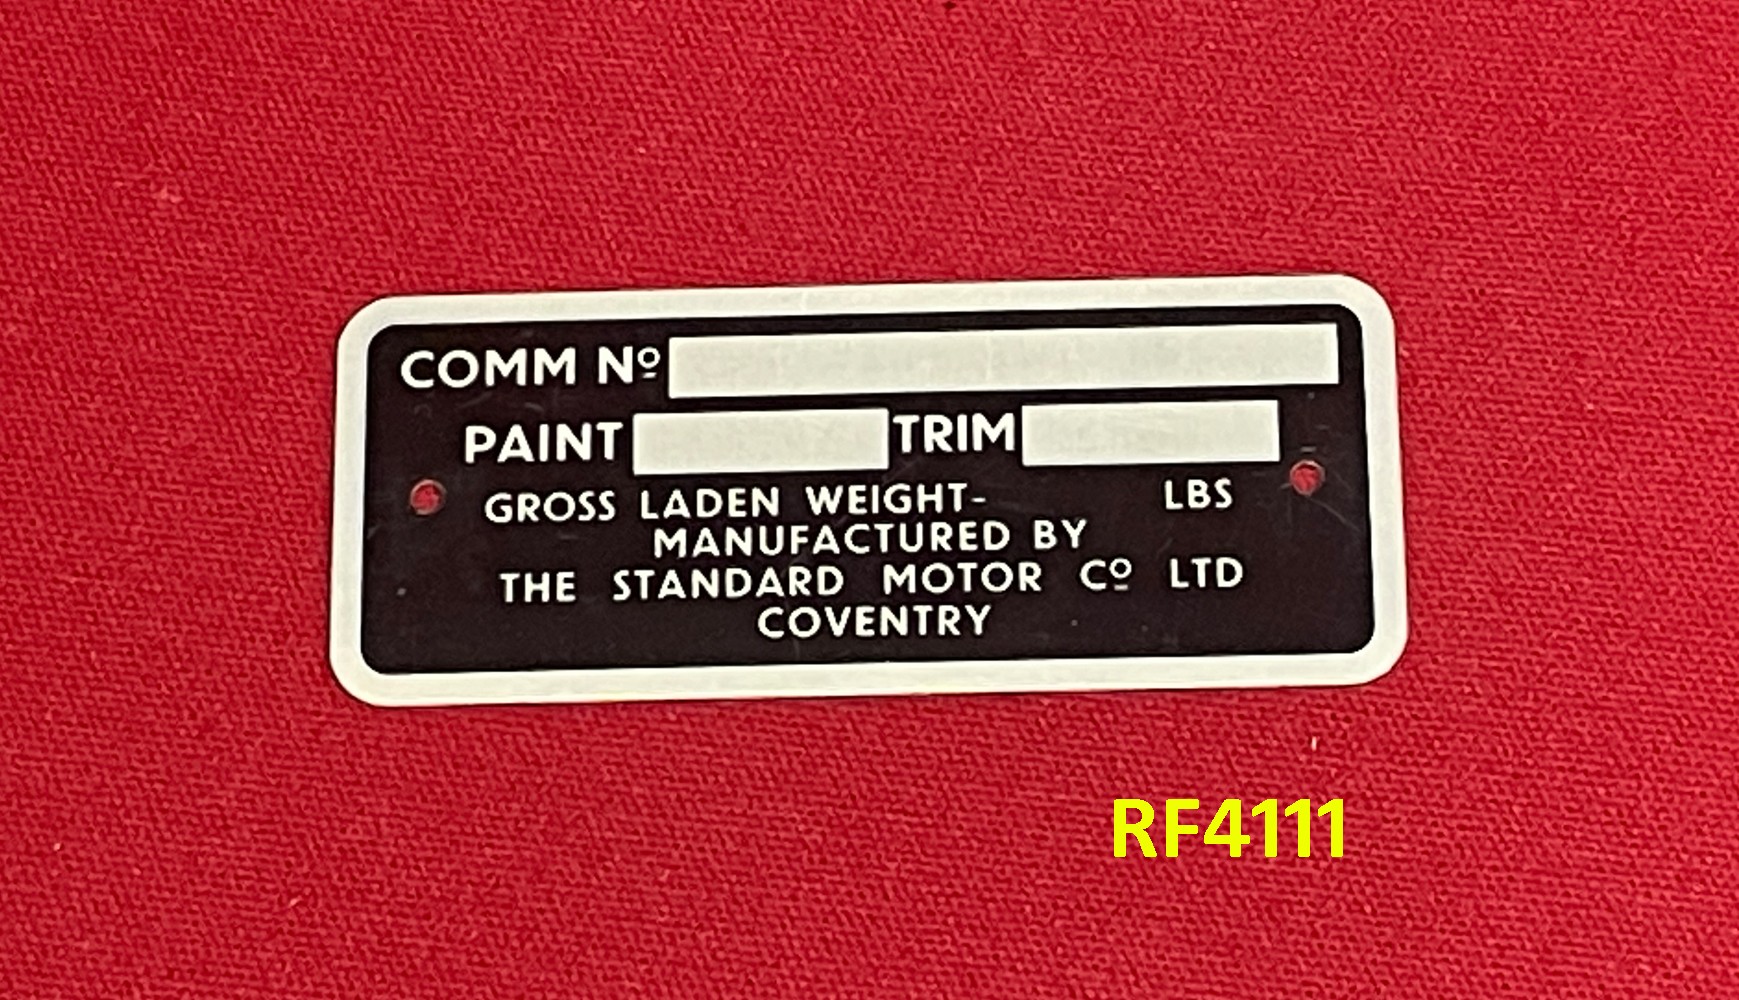 COMM Nº
PAINT TRIM
GROSS LADEN WEIGHT- LBS
MANUFACTURED BY
THE STANDARD MOTOR Cº LTD
COVENTRY
RF4111